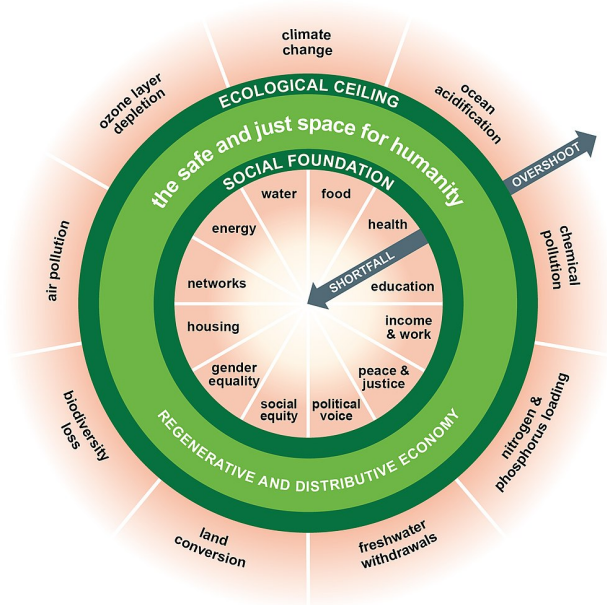 climate
change
ocean
acidification
chemical
pollution
nitrogen &
phosphorus loading
freshwater
withdrawals
land
conversion
biodiversity
loss
air pollution
ozone layer
depletion
ECOLOGICAL CEILING
the safe and just space for humanity
SOCIAL FOUNDATION
OVERSHOOT
SHORTFALL
water
food
health
education
income
& work
peace &
justice
political
voice
social
equity
gender
equality
housing
networks
energy
REGENERATIVE AND DISTRIBUTIVE ECONOMY